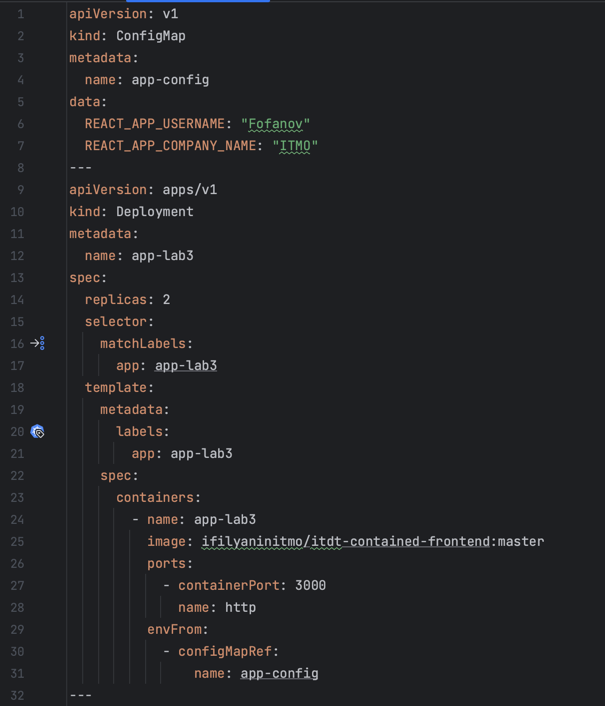 1 apiVersion: v1
2 kind: ConfigMap
3 metadata:
4   name: app-config
5 data:
6   REACT_APP_USERNAME: "Fofanov"
7   REACT_APP_COMPANY_NAME: "ITMO"
8 ---
9 apiVersion: apps/v1
10 kind: Deployment
11 metadata:
12   name: app-lab3
13 spec:
14   replicas: 2
15   selector:
16     matchLabels:
17       app: app-lab3
18   template:
19     metadata:
20       labels:
21         app: app-lab3
22     spec:
23       containers:
24         - name: app-lab3
25           image: ifilyaninitmo/itdt-contained-frontend:master
26           ports:
27             - containerPort: 3000
28               name: http
29           envFrom:
30             - configMapRef:
31                 name: app-config
32 ---